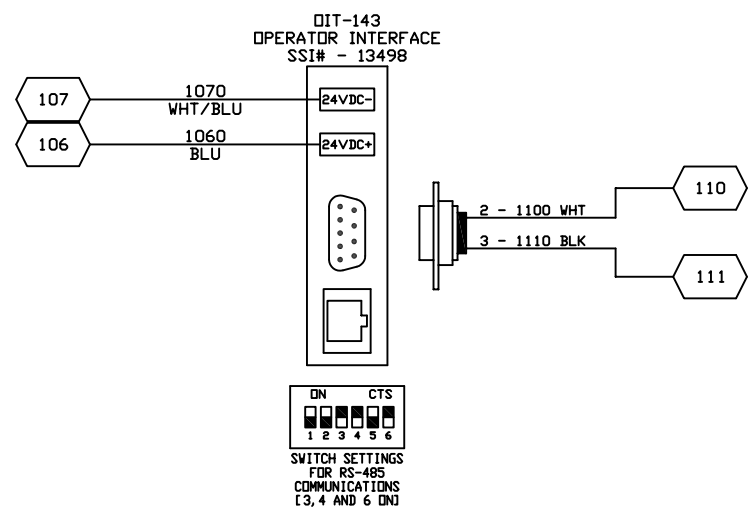 OIT-143
OPERATOR INTERFACE
SSI# - 13498
107
1070
WHT/BLU
24VDC-
106
1060
BLU
24VDC+
2 - 1100 WHT
110
3 - 1110 BLK
111
ON CTS
1 2 3 4 5 6
SWITCH SETTINGS
FOR RS-485
COMMUNICATIONS
[3,4 AND 6 ON]